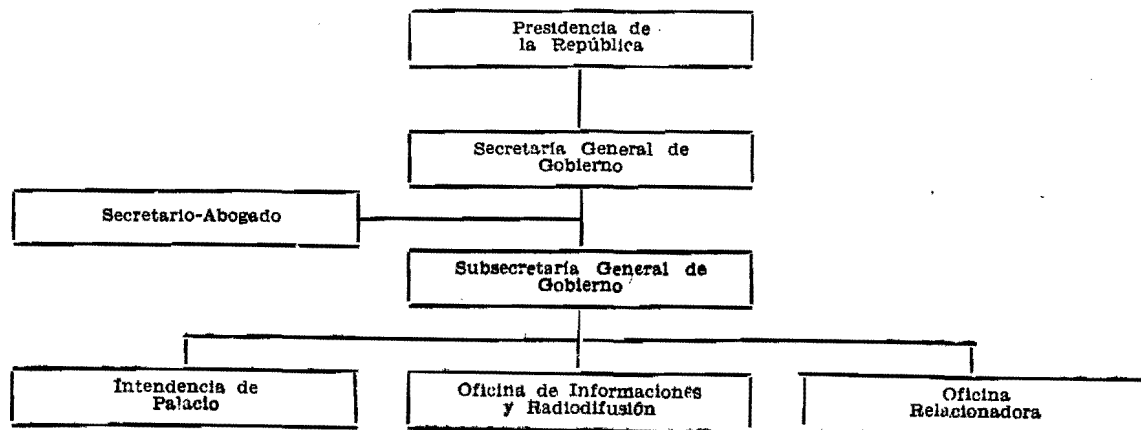 Presidencia de
la República
Secretaría General de
Gobierno
Secretario-Abogado
Subsecretaría General de
Gobierno
Intendencia de
Palacio
Oficina de Informaciones
y Radiodifusión
Oficina
Relacionadora